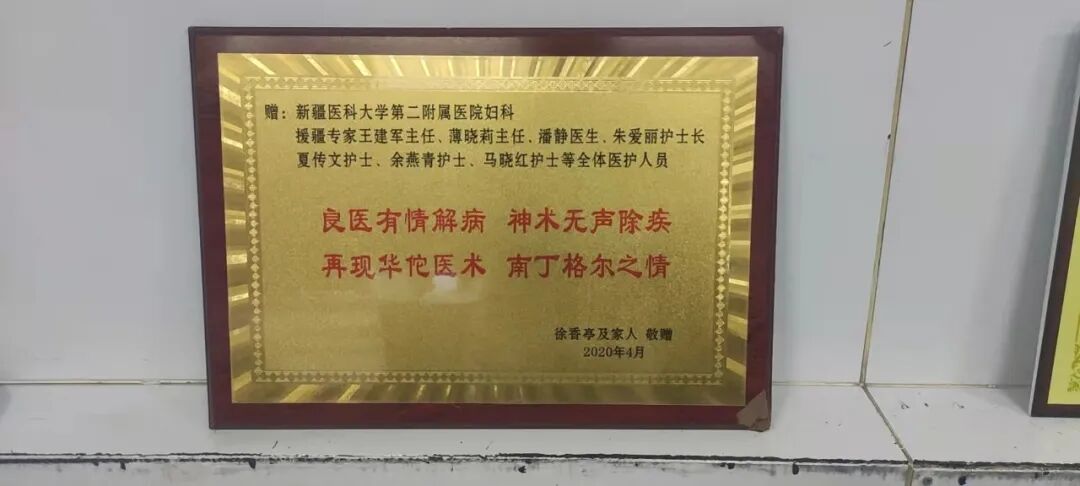 赠：新疆医科大学第二附属医院妇科
援疆专家王建军主任、薄晓莉主任、潘静医生、朱爱丽护士长
夏传文护士、余燕青护士、马晓红护士等全体医护人员
良医有情解病 神术无声除疾
再现华佗医术 南丁格尔之情
徐香亭及家人 敬赠
2020年4月